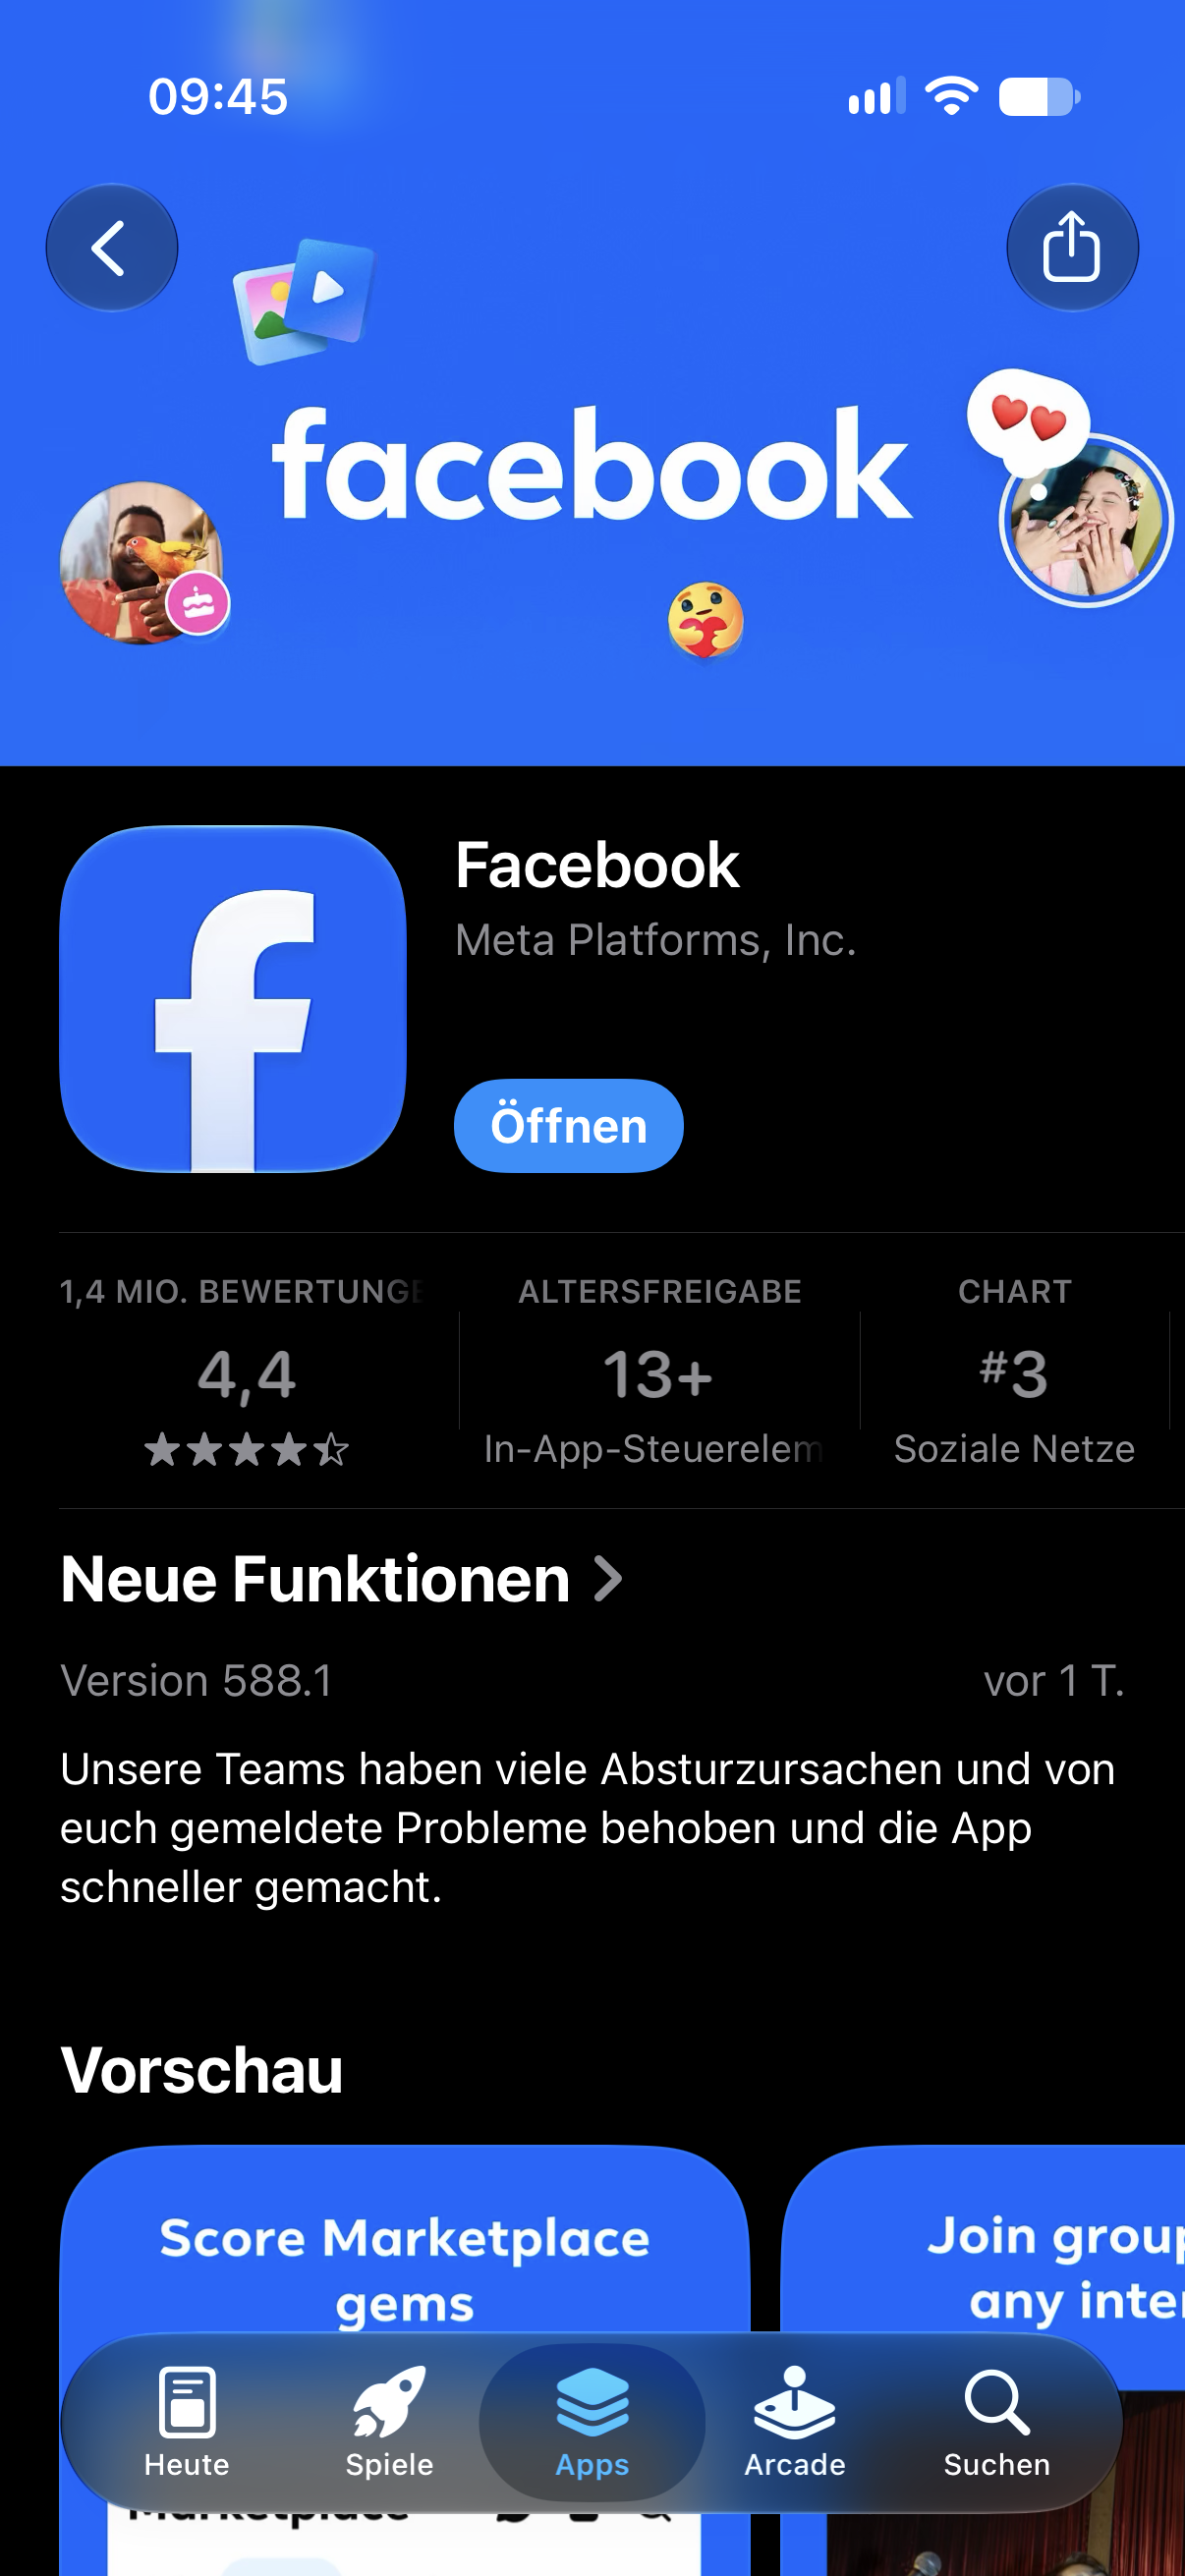 09:45
facebook
Facebook
Meta Platforms, Inc.
Öffnen
1,4 MIO. BEWERTUNGE
4,4
ALTERSFREIGABE
13+
In-App-Steuerelem
CHART
#3
Soziale Netze
Neue Funktionen
Version 588.1
vor 1 T.
Unsere Teams haben viele Absturzursachen und von
euch gemeldete Probleme behoben und die App
schneller gemacht.
Vorschau
Score Marketplace
gems
Join group
any inter
Heute
Spiele
Apps
Arcade
Suchen
Marketplace